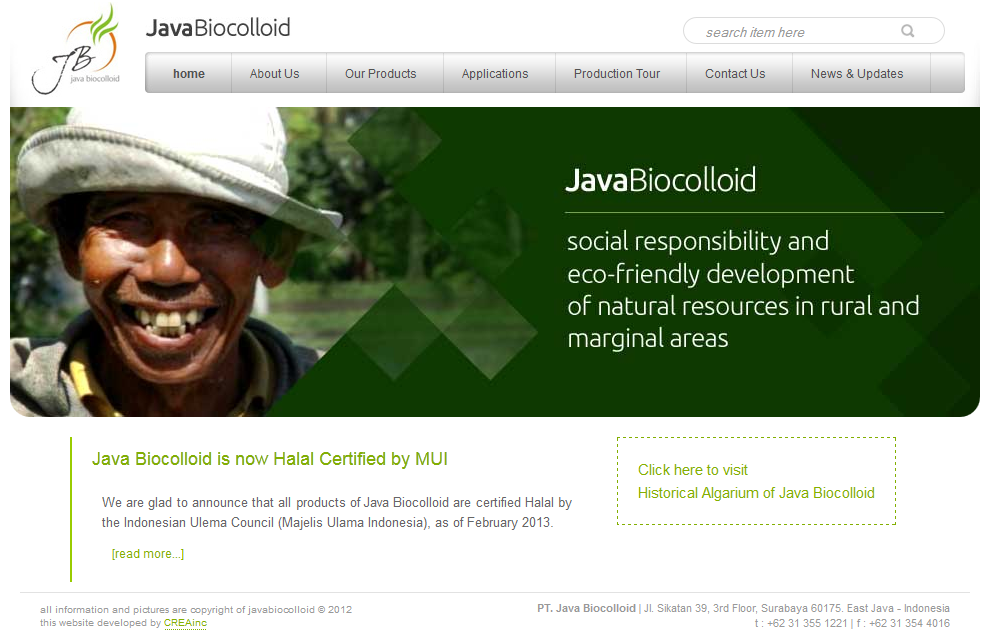 JB
java biocolloid
JavaBiocolloid
search item here
home
About Us
Our Products
Applications
Production Tour
Contact Us
News & Updates
JavaBiocolloid
social responsibility and
eco-friendly development
of natural resources in rural and
marginal areas
Java Biocolloid is now Halal Certified by MUI
We are glad to announce that all products of Java Biocolloid are certified Halal by
the Indonesian Ulema Council (Majelis Ulama Indonesia), as of February 2013.
[read more...]
Click here to visit
Historical Algarium of Java Biocolloid
all information and pictures are copyright of javabiocolloid © 2012
this website developed by CREAinc
PT. Java Biocolloid | Jl. Sikatan 39, 3rd Floor, Surabaya 60175. East Java - Indonesia
t : +62 31 355 1221 | f : +62 31 354 4016